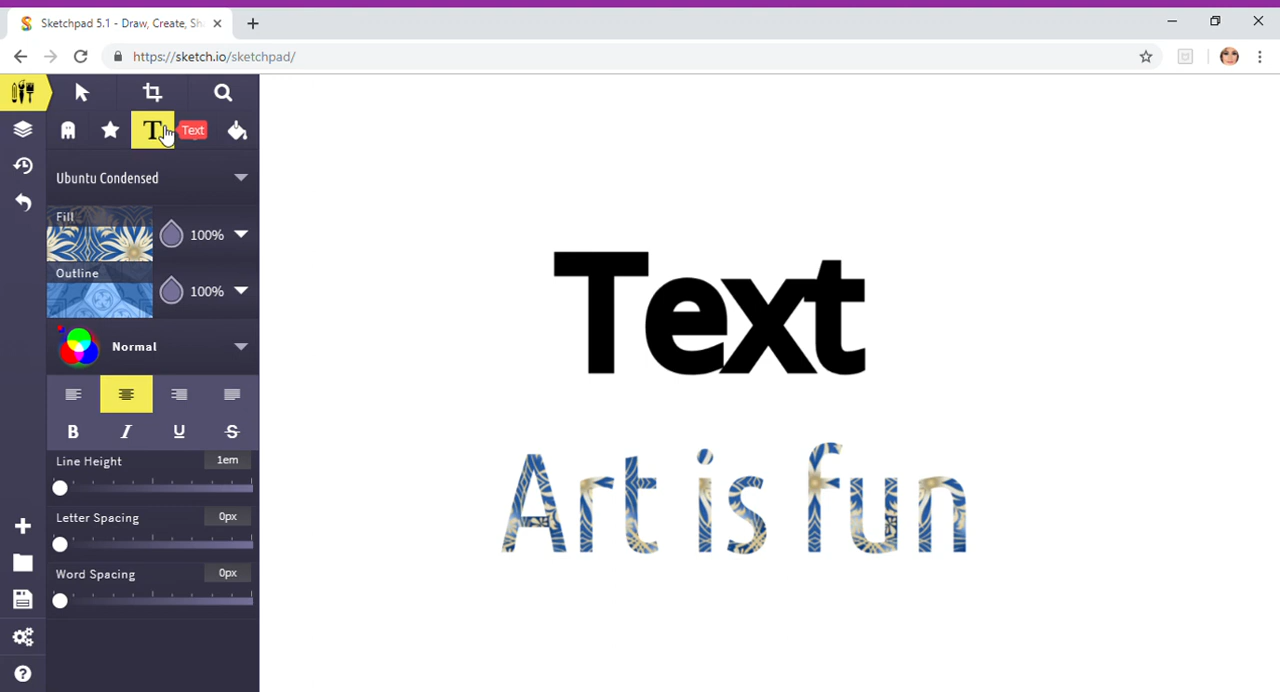 Sketchpad 5.1 - Draw, Create, Sh
https://sketch.io/sketchpad/
T Text
Ubuntu Condensed
Fill
100%
Outline
100%
Normal
B I U S
Line Height 1em
Letter Spacing 0px
Word Spacing 0px
Text
Art is fun